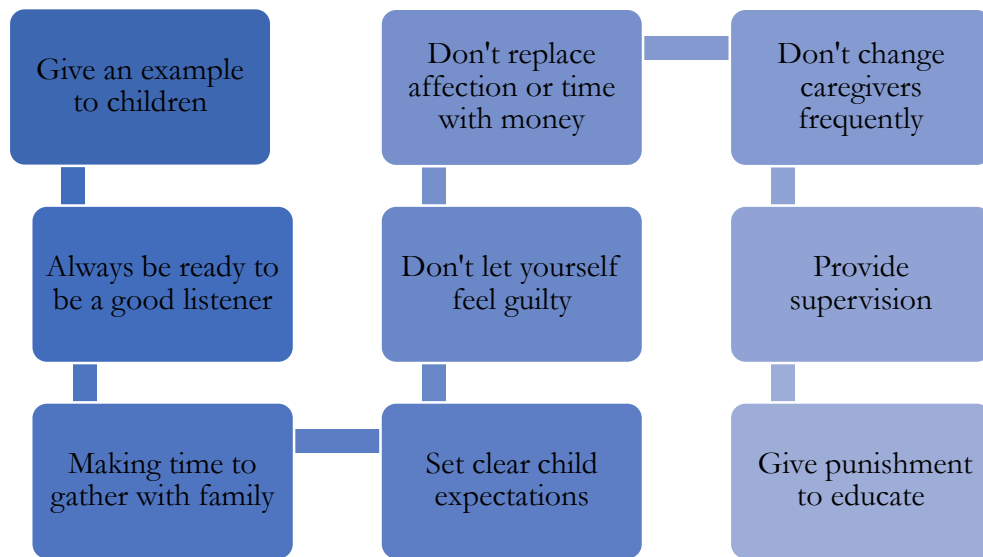 Give an example
to children
Always be ready to
be a good listener
Making time to
gather with family
Set clear child
expectations
Don't let yourself
feel guilty
Don't replace
affection or time
with money
Don't change
caregivers
frequently
Provide
supervision
Give punishment
to educate